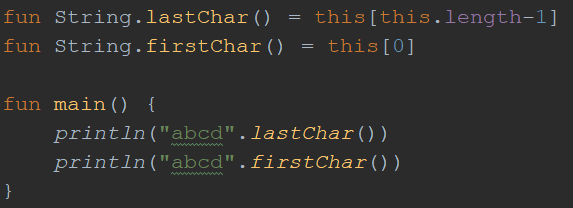 fun String.lastChar() = this[this.length-1]
fun String.firstChar() = this[0]
fun main() {
    println("abcd".lastChar())
    println("abcd".firstChar())
}